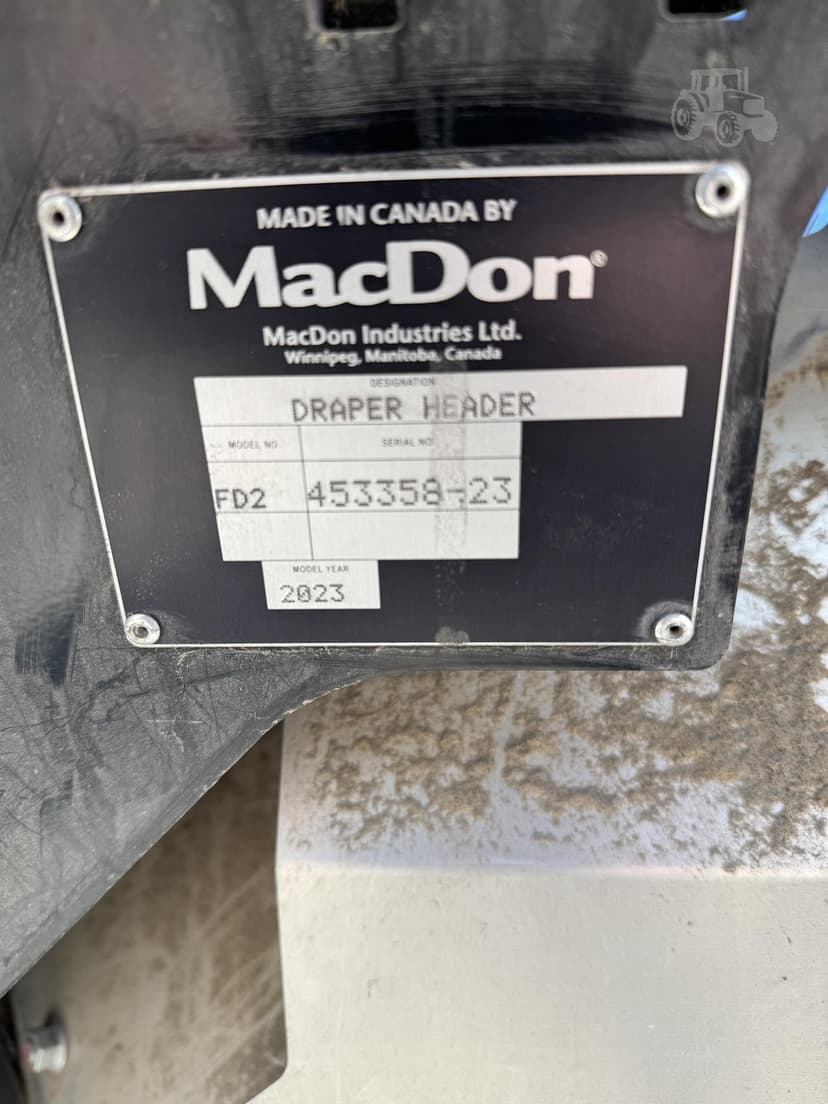 MADE IN CANADA BY
MacDon®
MacDon Industries Ltd.
Winnipeg, Manitoba, Canada
DESIGNATION
DRAPER HEADER
MODEL NO SERIAL NO
FD2 453358-23
MODEL YEAR
2023